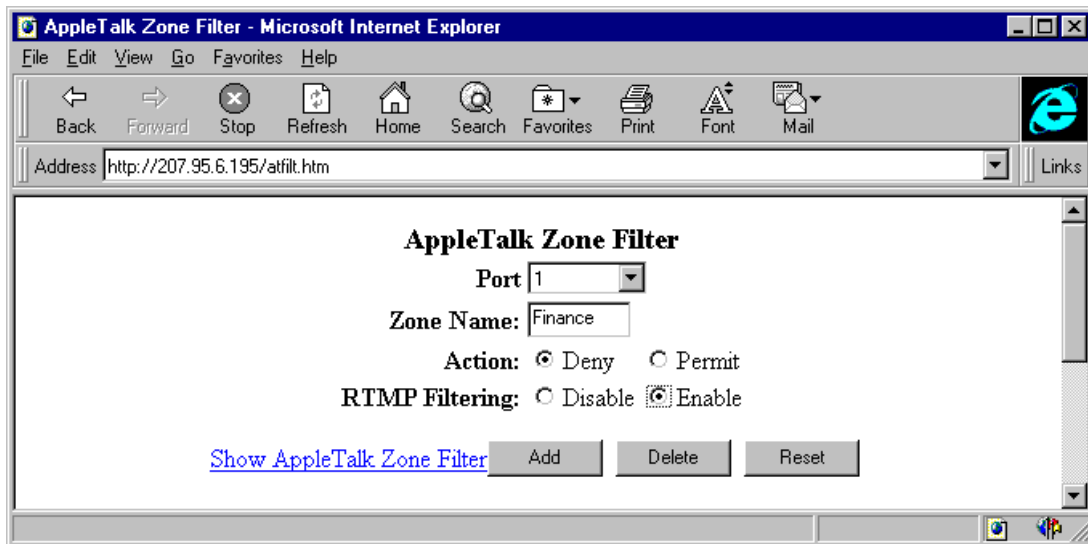 AppleTalk Zone Filter - Microsoft Internet Explorer
File Edit View Go Favorites Help
Back Forward Stop Refresh Home Search Favorites Print Font Mail
Address http://207.95.6.195/atfilt.htm Links
AppleTalk Zone Filter
Port 1
Zone Name: Finance
Action: Deny Permit
RTMP Filtering: Disable Enable
Show AppleTalk Zone Filter Add Delete Reset